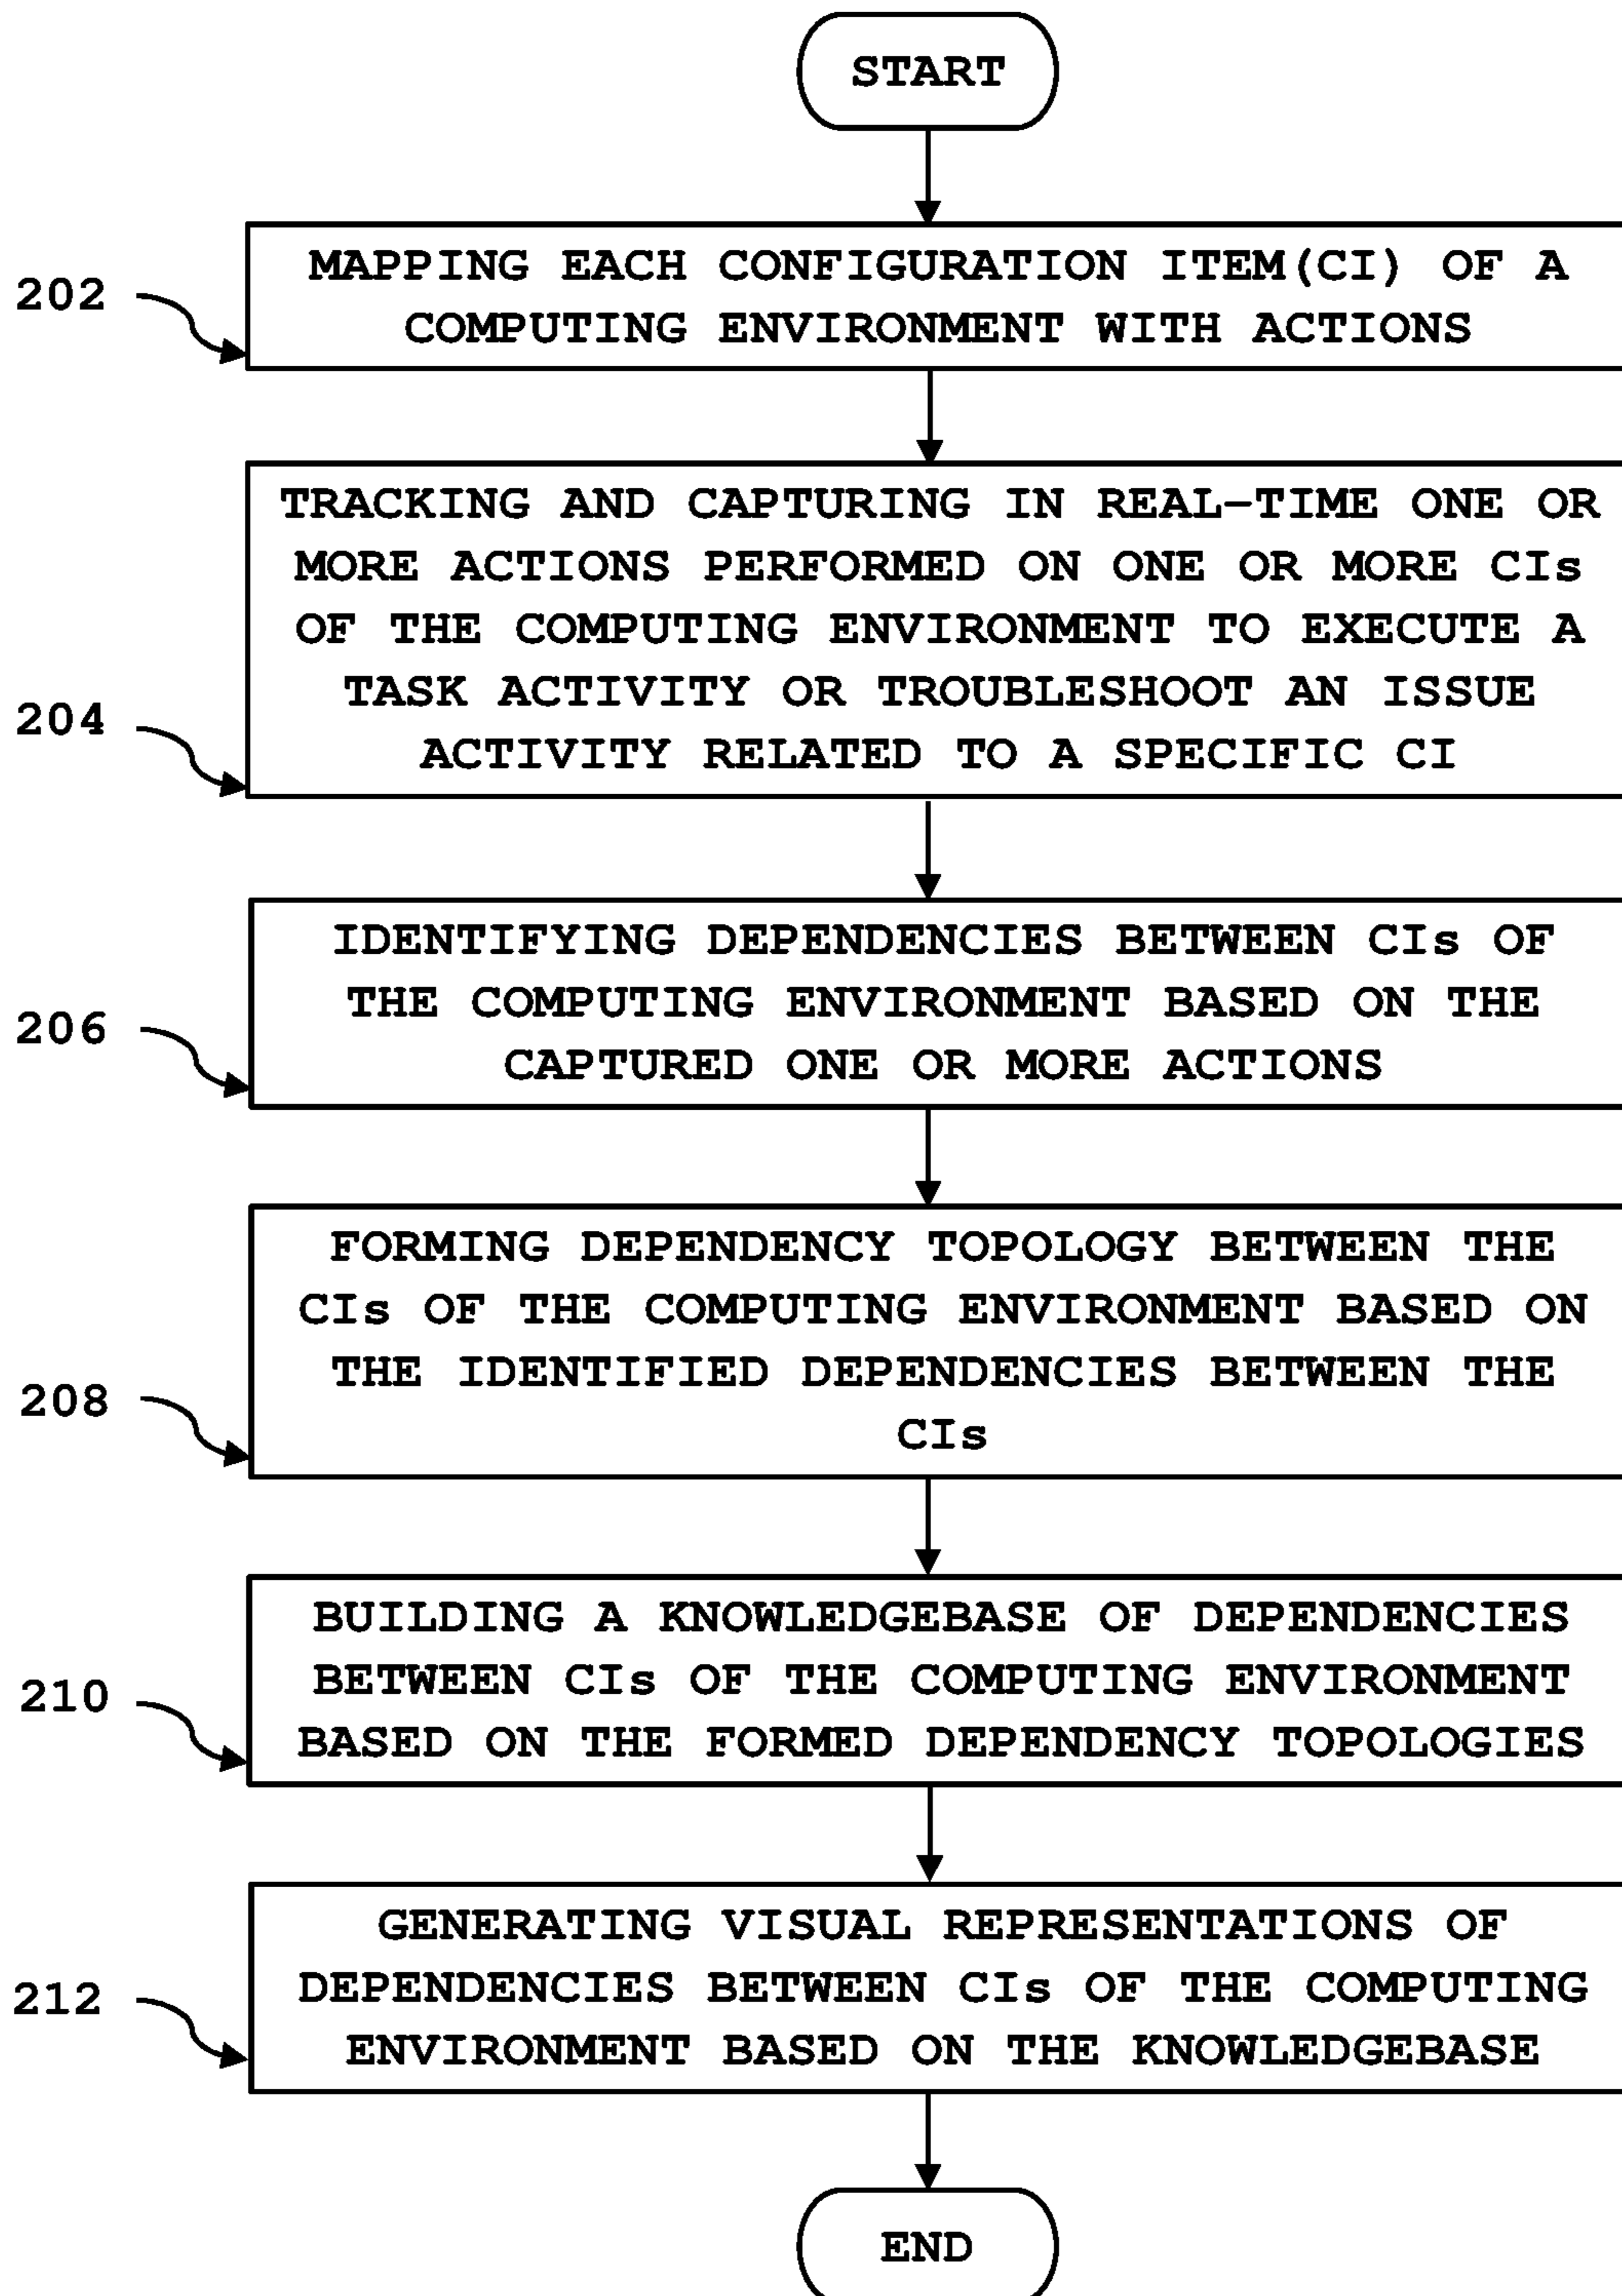 START
202
MAPPING EACH CONFIGURATION ITEM(CI) OF A
COMPUTING ENVIRONMENT WITH ACTIONS
204
TRACKING AND CAPTURING IN REAL-TIME ONE OR
MORE ACTIONS PERFORMED ON ONE OR MORE CIs
OF THE COMPUTING ENVIRONMENT TO EXECUTE A
TASK ACTIVITY OR TROUBLESHOOT AN ISSUE
ACTIVITY RELATED TO A SPECIFIC CI
206
IDENTIFYING DEPENDENCIES BETWEEN CIs OF
THE COMPUTING ENVIRONMENT BASED ON THE
CAPTURED ONE OR MORE ACTIONS
208
FORMING DEPENDENCY TOPOLOGY BETWEEN THE
CIs OF THE COMPUTING ENVIRONMENT BASED ON
THE IDENTIFIED DEPENDENCIES BETWEEN THE
CIs
210
BUILDING A KNOWLEDGEBASE OF DEPENDENCIES
BETWEEN CIs OF THE COMPUTING ENVIRONMENT
BASED ON THE FORMED DEPENDENCY TOPOLOGIES
212
GENERATING VISUAL REPRESENTATIONS OF
DEPENDENCIES BETWEEN CIs OF THE COMPUTING
ENVIRONMENT BASED ON THE KNOWLEDGEBASE
END